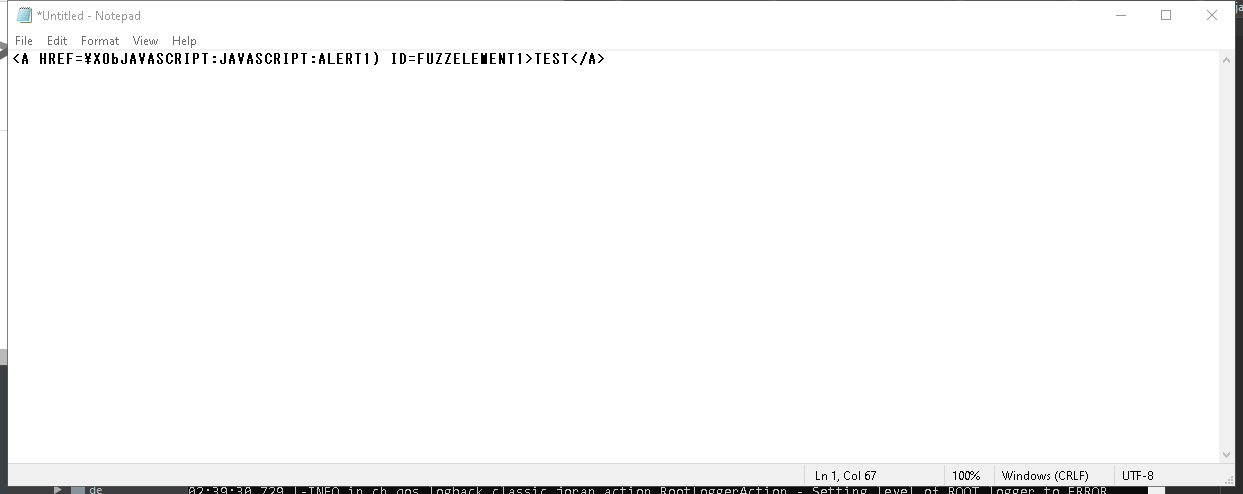 *Untitled - Notepad
File Edit Format View Help
<A HREF=¥X0bJAVASCRIPT:JAVASCRIPT:ALERT1) ID=FUZZELEMENT1>TEST</A>
Ln 1, Col 67 100% Windows (CRLF) UTF-8
de 02:39:30,729 |-INFO in ch.qos.logback.classic.joran.action.RootLoggerAction - Setting level of ROOT logger to ERROR